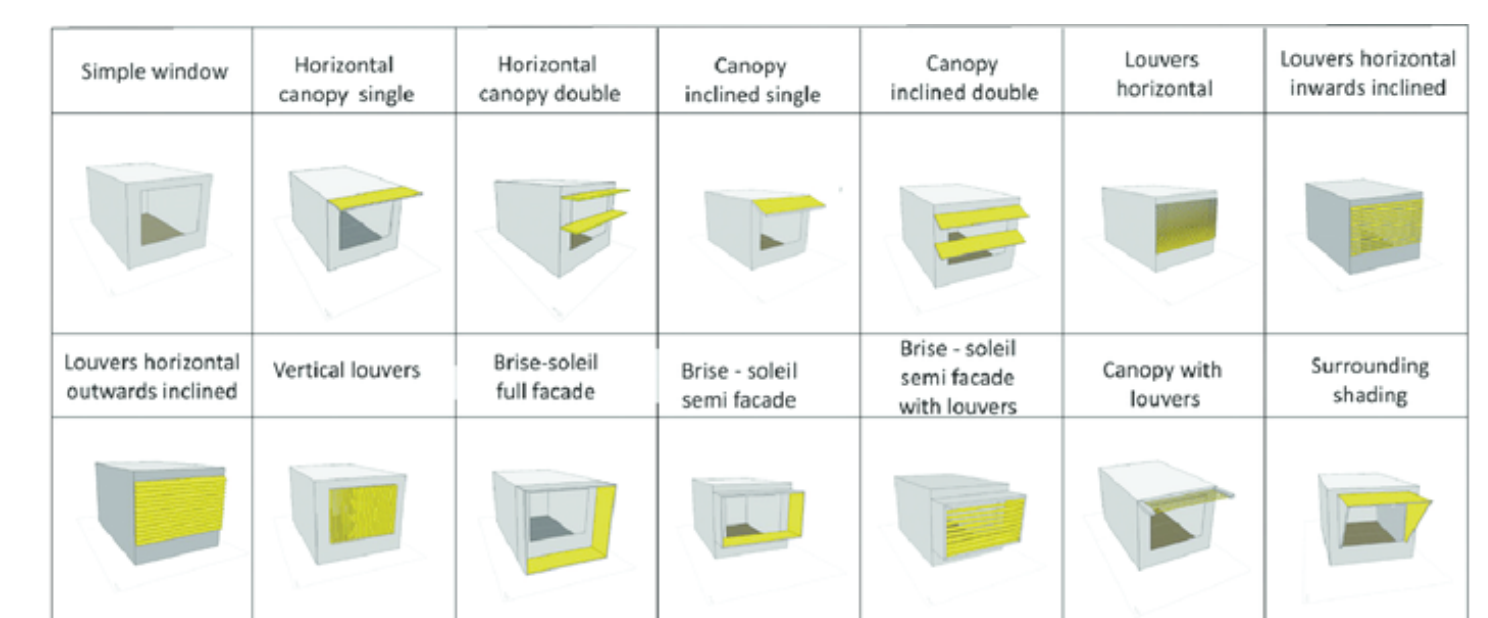 Simple window
Horizontal
canopy single
Horizontal
canopy double
Canopy
inclined single
Canopy
inclined double
Louvers
horizontal
Louvers horizontal
inwards inclined
Louvers horizontal
outwards inclined
Vertical louvers
Brise-soleil
full facade
Brise - soleil
semi facade
Brise - soleil
semi facade
with louvers
Canopy with
louvers
Surrounding
shading